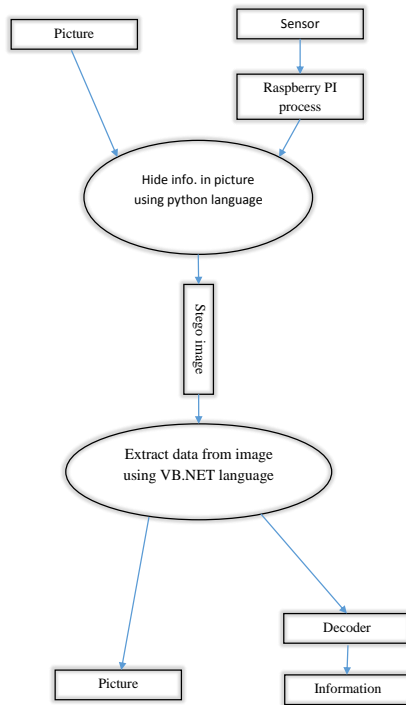 Sensor
Picture
Raspberry PI
process
Hide info. in picture
using python language
Stego image
Extract data from image
using VB.NET language
Decoder
Picture
Information